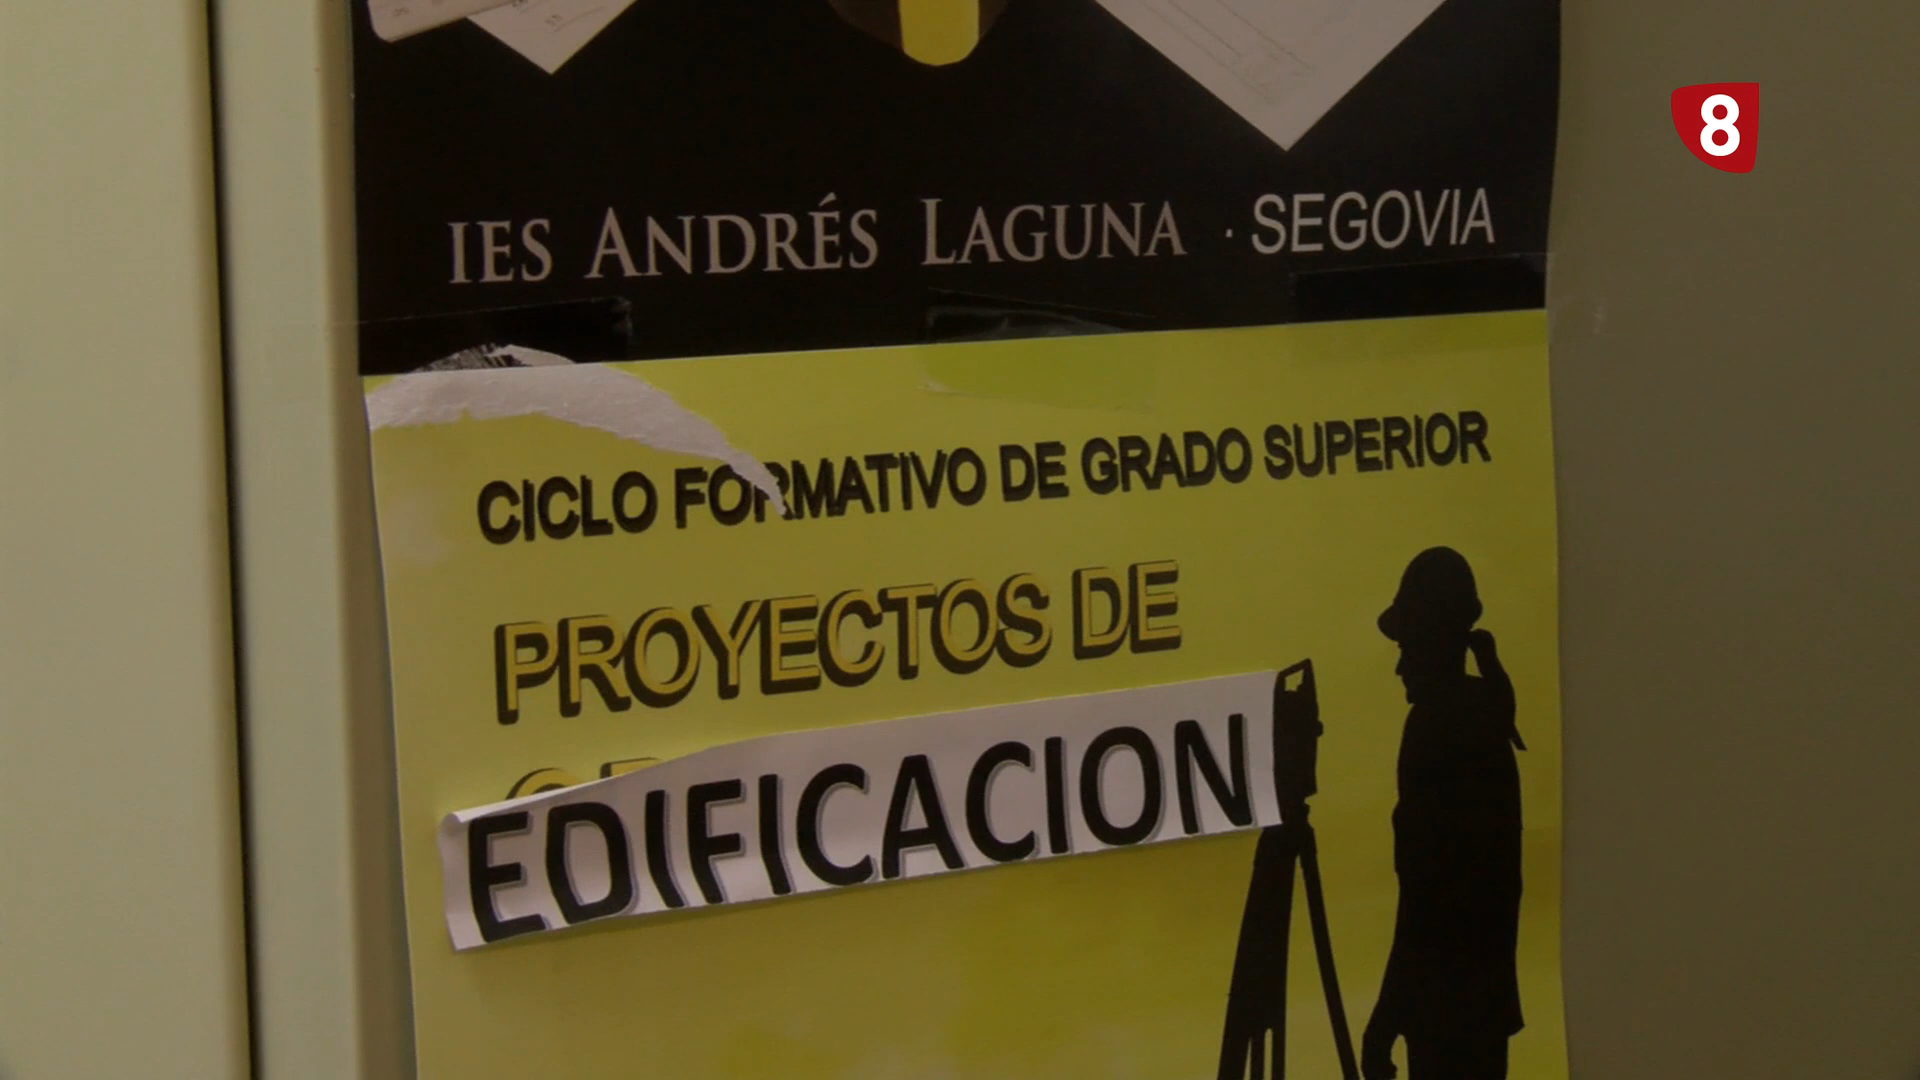 8
IES ANDRÉS LAGUNA · SEGOVIA
CICLO FORMATIVO DE GRADO SUPERIOR
PROYECTOS DE
EDIFICACION